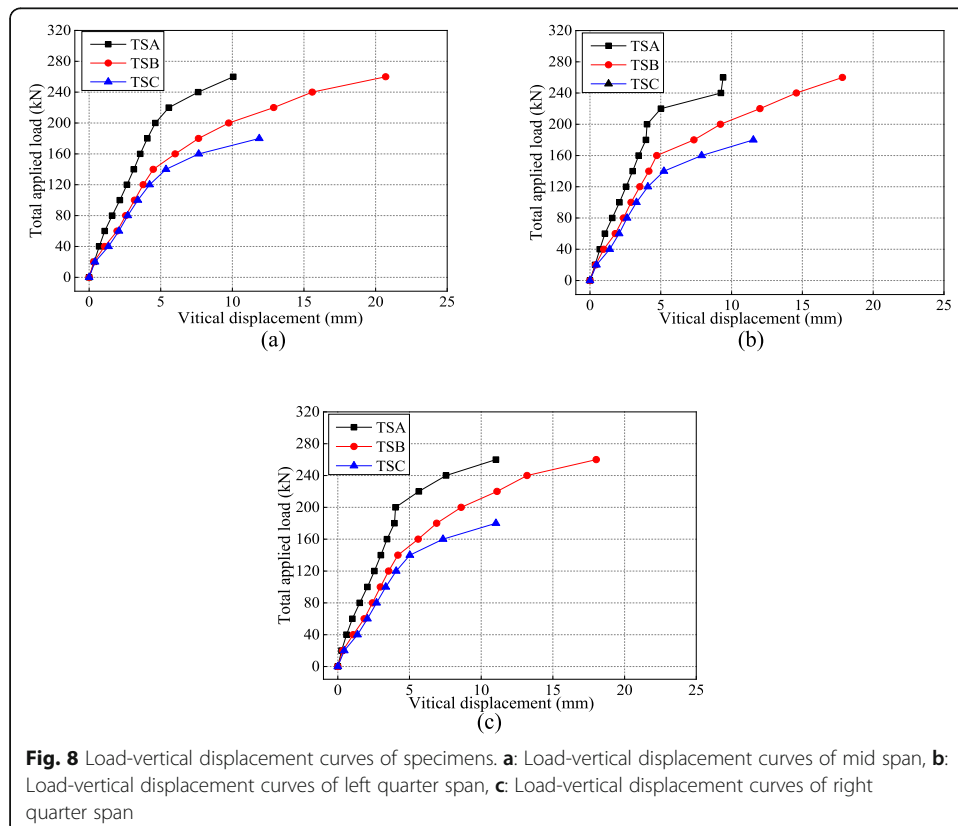 320
280
240
200
160
120
80
40
0
Total applied load (kN)
TSA
TSB
TSC
0 5 10 15 20 25
Vitical displacement (mm)
(a)
320
280
240
200
160
120
80
40
0
Total applied load (kN)
TSA
TSB
TSC
0 5 10 15 20 25
Vitical displacement (mm)
(b)
320
280
240
200
160
120
80
40
0
Total applied load (kN)
TSA
TSB
TSC
0 5 10 15 20 25
Vitical displacement (mm)
(c)
Fig. 8 Load-vertical displacement curves of specimens. a: Load-vertical displacement curves of mid span, b:
Load-vertical displacement curves of left quarter span, c: Load-vertical displacement curves of right
quarter span